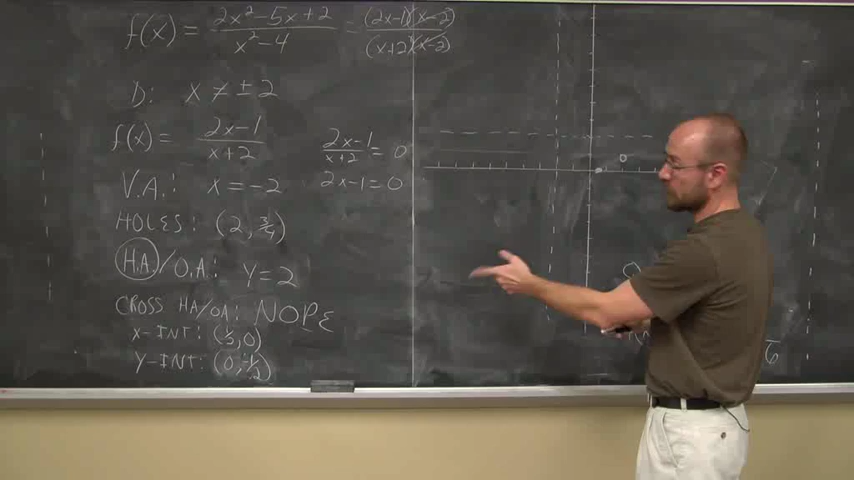 f(x) = (2x²-5x+2)/(x²-4) = ((2x-1)(x-2))/((x+2)(x-2))
D: x ≠ ±2
f(x) = (2x-1)/(x+2)
(2x-1)/(x+2) = 0
V.A.: x = -2
2x-1 = 0
HOLES: (2, 3/4)
H.A./O.A.: y = 2
CROSS HA/OA: NOPE
X-INT: (½, 0)
Y-INT: (0, -½)